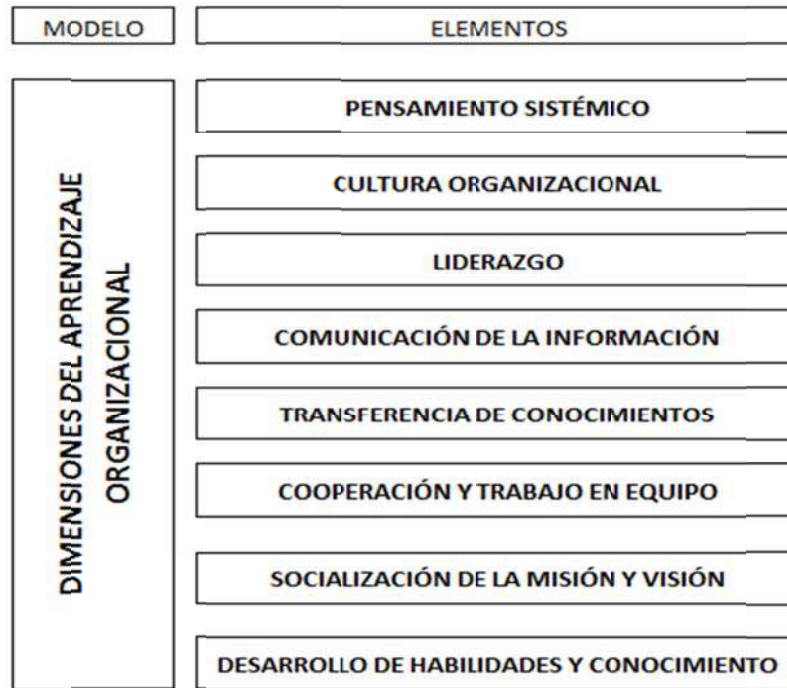 MODELO
ELEMENTOS
DIMENSIONES DEL APRENDIZAJE
ORGANIZACIONAL
PENSAMIENTO SISTÉMICO
CULTURA ORGANIZACIONAL
LIDERAZGO
COMUNICACIÓN DE LA INFORMACIÓN
TRANSFERENCIA DE CONOCIMIENTOS
COOPERACIÓN Y TRABAJO EN EQUIPO
SOCIALIZACIÓN DE LA MISIÓN Y VISIÓN
DESARROLLO DE HABILIDADES Y CONOCIMIENTO